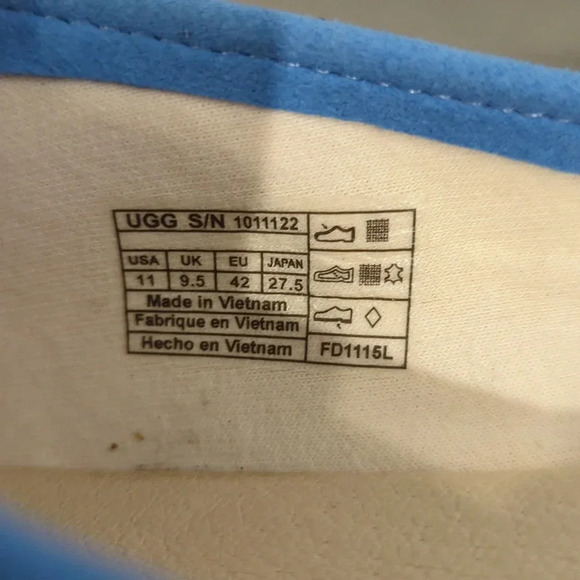 UGG S/N 1011122
USA UK EU JAPAN
11 9.5 42 27.5
Made in Vietnam
Fabrique en Vietnam
Hecho en Vietnam
FD1115L